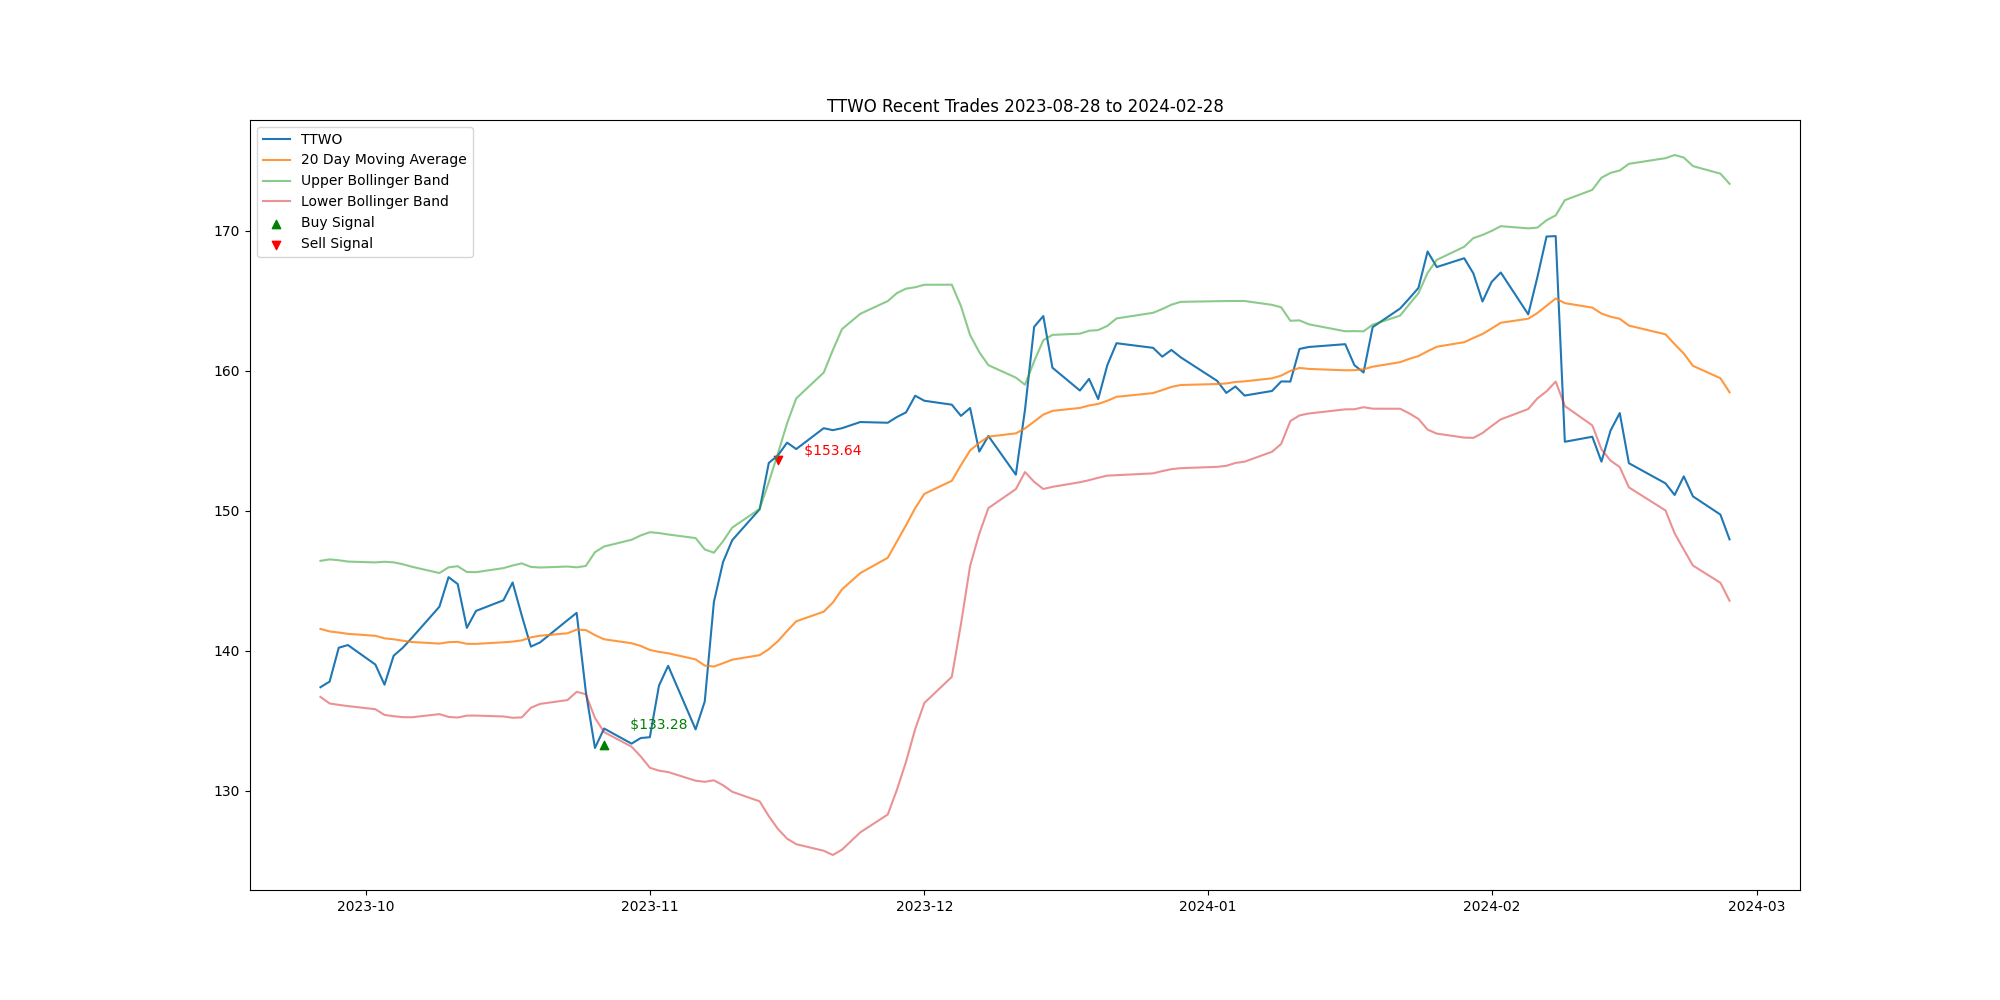 TTWO Recent Trades 2023-08-28 to 2024-02-28
TTWO
20 Day Moving Average
Upper Bollinger Band
Lower Bollinger Band
Buy Signal
Sell Signal
170
160
150
140
130
$153.64
$133.28
2023-10
2023-11
2023-12
2024-01
2024-02
2024-03